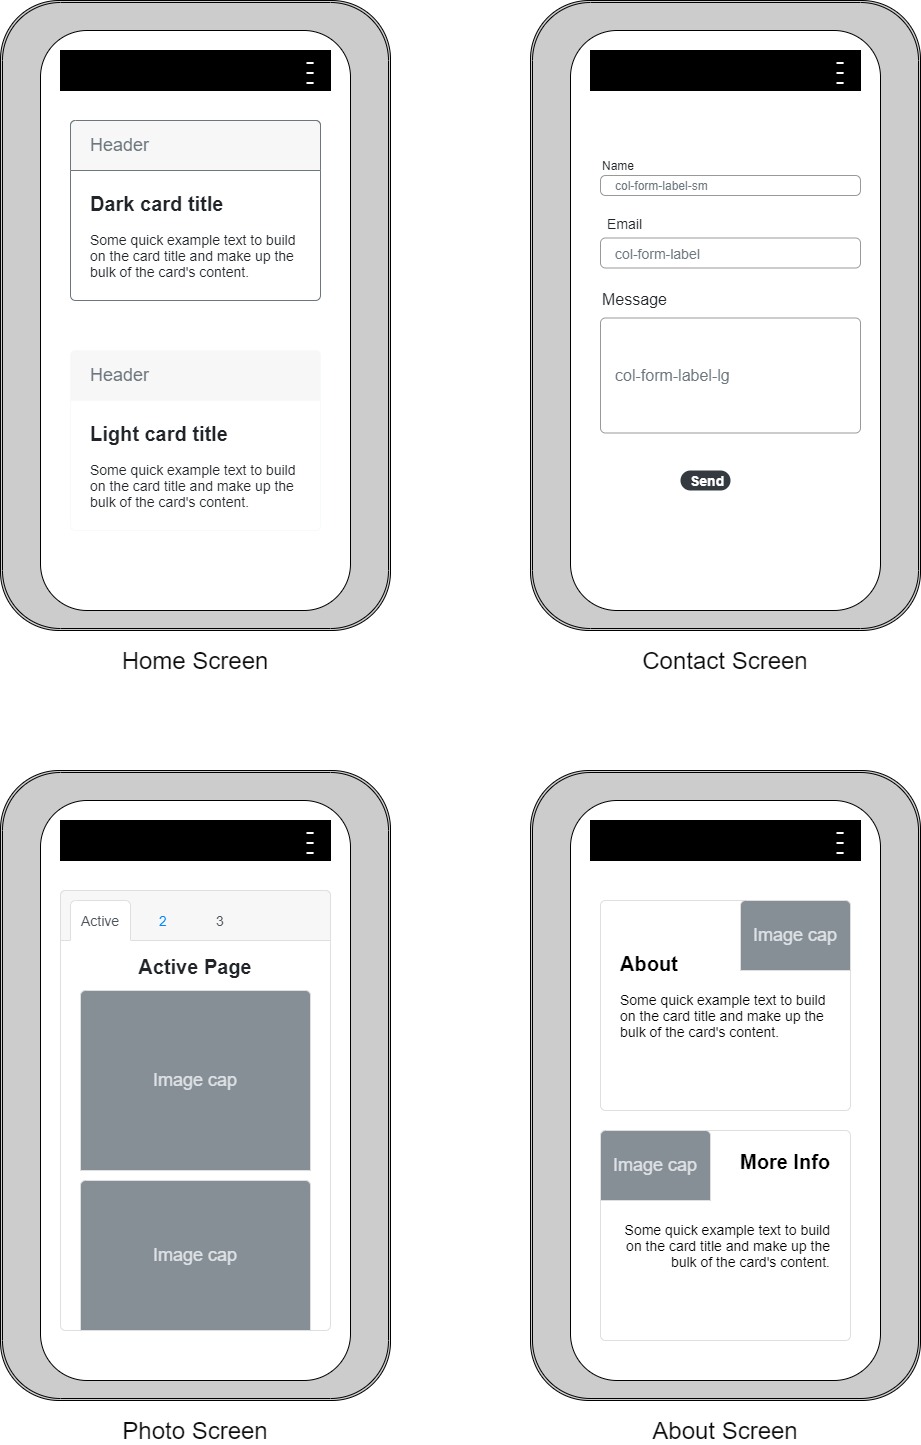 Header
Dark card title
Some quick example text to build
on the card title and make up the
bulk of the card's content.
Header
Light card title
Some quick example text to build
on the card title and make up the
bulk of the card's content.
Home Screen
Name
col-form-label-sm
Email
col-form-label
Message
col-form-label-lg
Send
Contact Screen
Active 2 3
Active Page
Image cap
Image cap
Photo Screen
Image cap
About
Some quick example text to build
on the card title and make up the
bulk of the card's content.
Image cap
More Info
Some quick example text to build
on the card title and make up the
bulk of the card's content.
About Screen